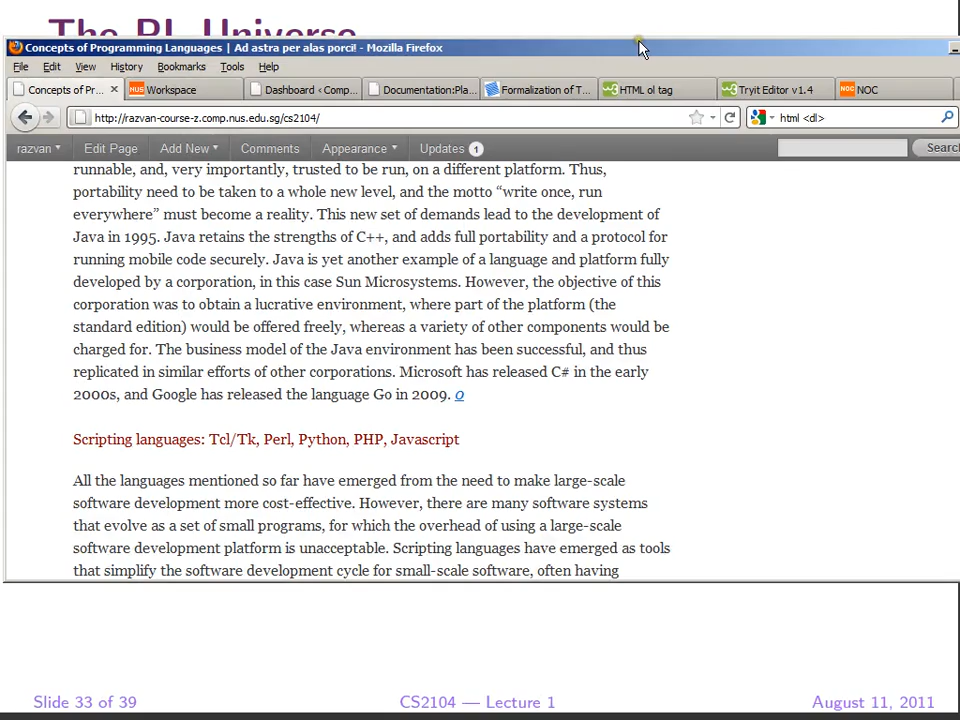 The PL Universe
Concepts of Programming Languages | Ad astra per alas porci! - Mozilla Firefox
File Edit View History Bookmarks Tools Help
Concepts of Pr... × NUS Workspace Dashboard ‹ Comp... Documentation:Pla... Formalization of T... HTML ol tag Tryit Editor v1.4 NOC NOC
http://razvan-course-z.comp.nus.edu.sg/cs2104/ html <dl>
razvan Edit Page Add New Comments Appearance Updates 1 Search
runnable, and, very importantly, trusted to be run, on a different platform. Thus,
portability need to be taken to a whole new level, and the motto “write once, run
everywhere” must become a reality. This new set of demands lead to the development of
Java in 1995. Java retains the strengths of C++, and adds full portability and a protocol for
running mobile code securely. Java is yet another example of a language and platform fully
developed by a corporation, in this case Sun Microsystems. However, the objective of this
corporation was to obtain a lucrative environment, where part of the platform (the
standard edition) would be offered freely, whereas a variety of other components would be
charged for. The business model of the Java environment has been successful, and thus
replicated in similar efforts of other corporations. Microsoft has released C# in the early
2000s, and Google has released the language Go in 2009. O
Scripting languages: Tcl/Tk, Perl, Python, PHP, Javascript
All the languages mentioned so far have emerged from the need to make large-scale
software development more cost-effective. However, there are many software systems
that evolve as a set of small programs, for which the overhead of using a large-scale
software development platform is unacceptable. Scripting languages have emerged as tools
that simplify the software development cycle for small-scale software, often having
Slide 33 of 39 CS2104 — Lecture 1 August 11, 2011